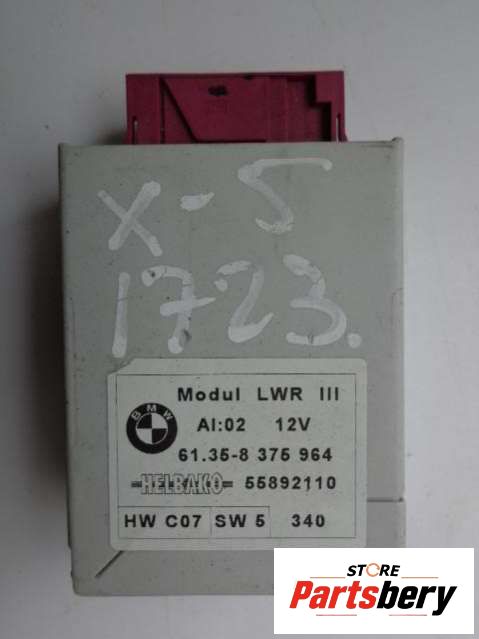 X-5
1723.
BMW
Modul LWR III
AI:02 12V
61.35-8 375 964
HELBAKO 55892110
HW C07 SW 5 340
STORE
Partsbery